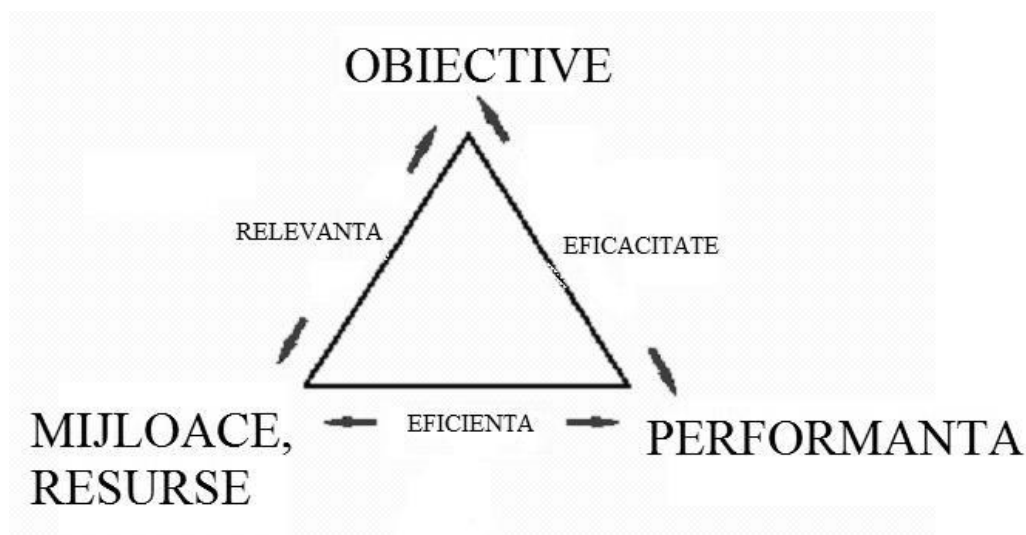 OBIECTIVE
RELEVANTA
EFICACITATE
MIJLOACE,
RESURSE
EFICIENTA
PERFORMANTA